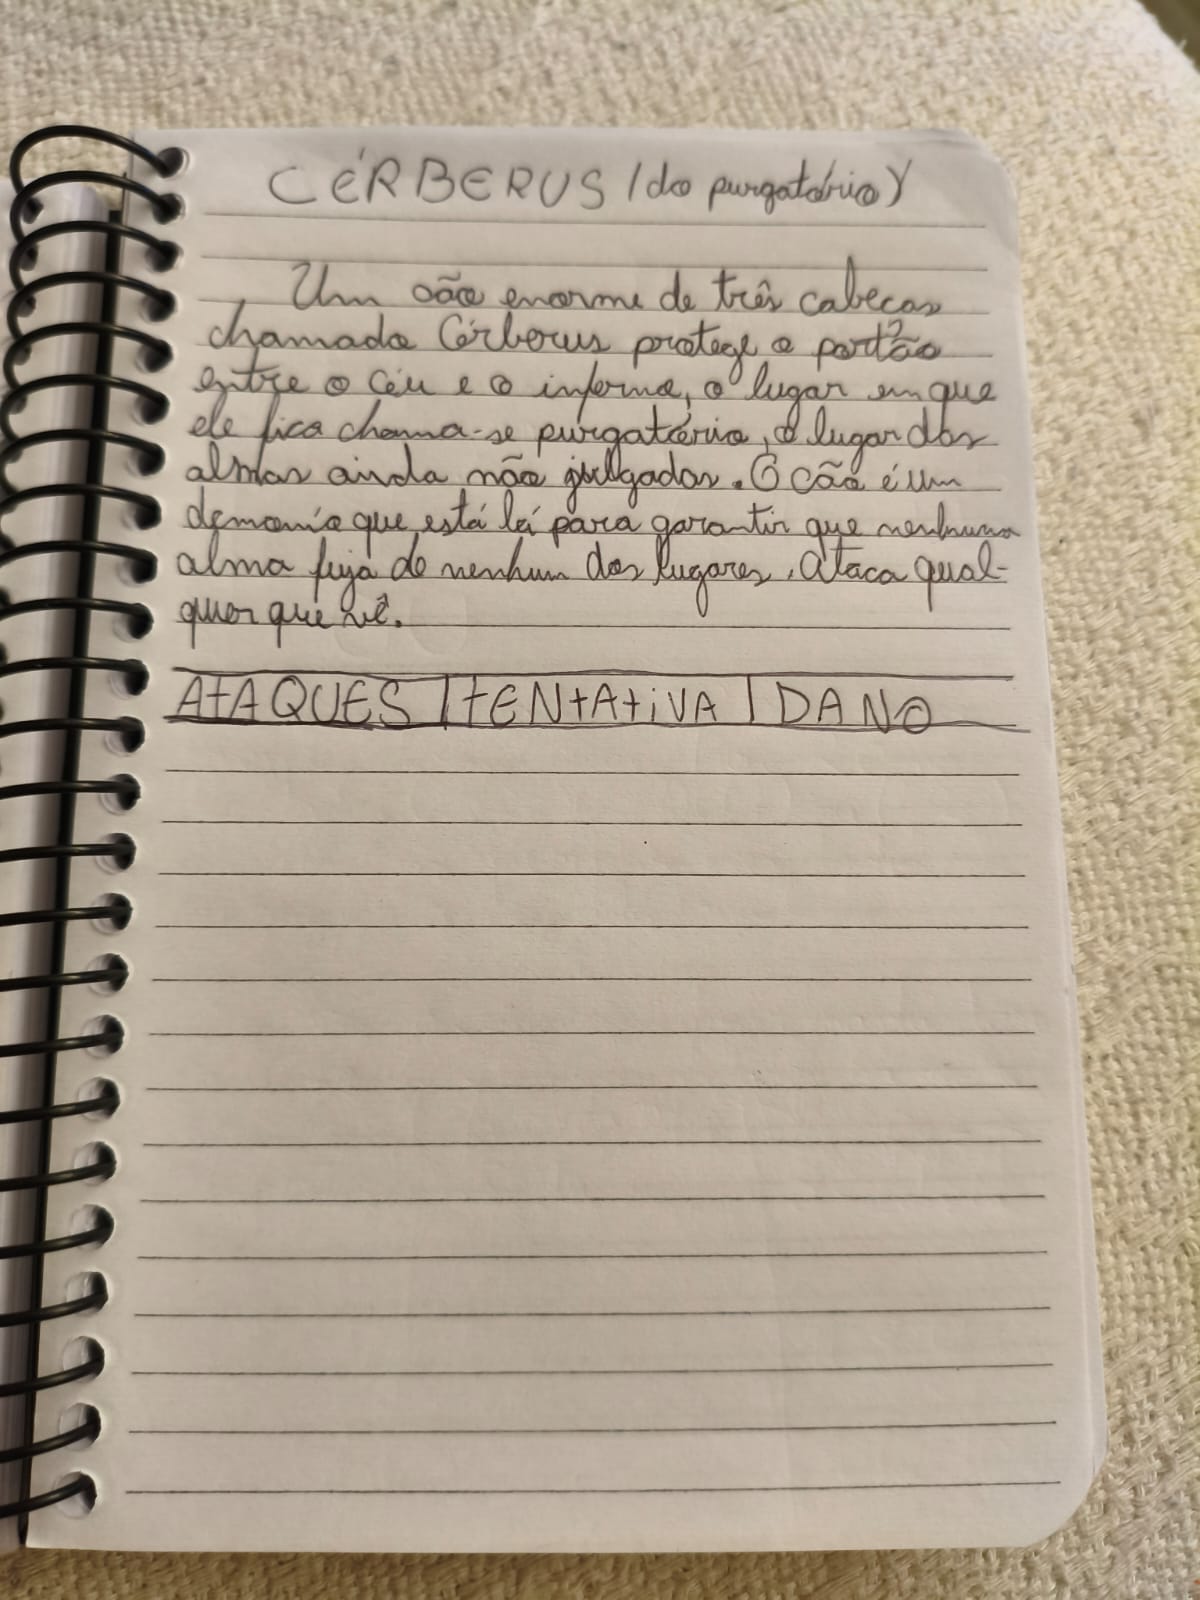 CÉRBERUS (do purgatório)
Um cão enorme de três cabeças
chamado Cérberus protege o portão
entre o céu e o inferno, o lugar em que
ele fica chama-se purgatório, o lugar das
almas ainda não julgadas. O cão é um
demonio que está lá para garantir que nenhuma
alma fuja de nenhum dos lugares. Ataca qual-
quer que vê.
ATAQUES | TENTATIVA | DANO